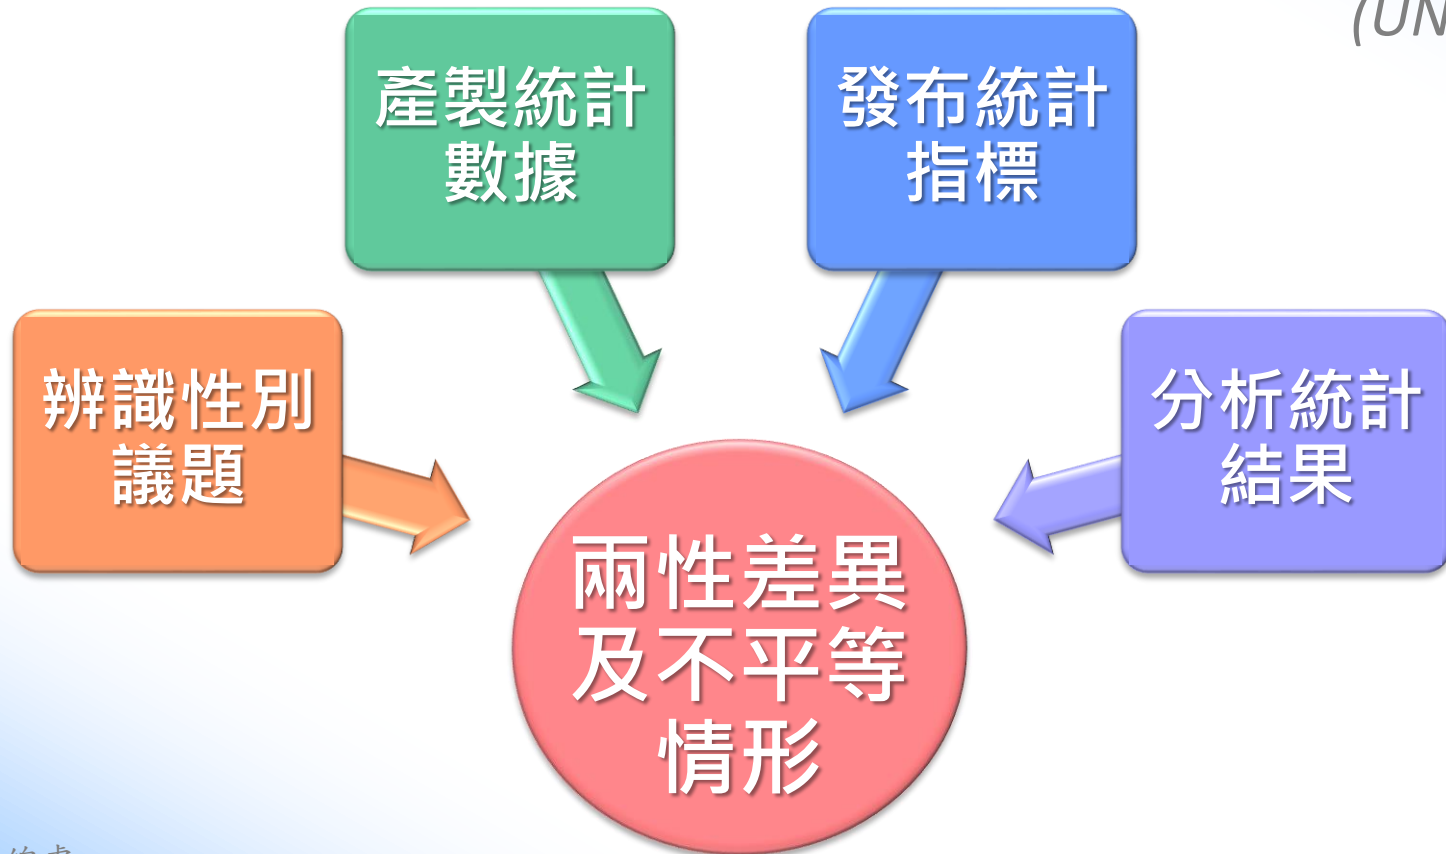 (UN
產製統計
數據
發布統計
指標
辨識性別
議題
分析統計
結果
兩性差異
及不平等
情形